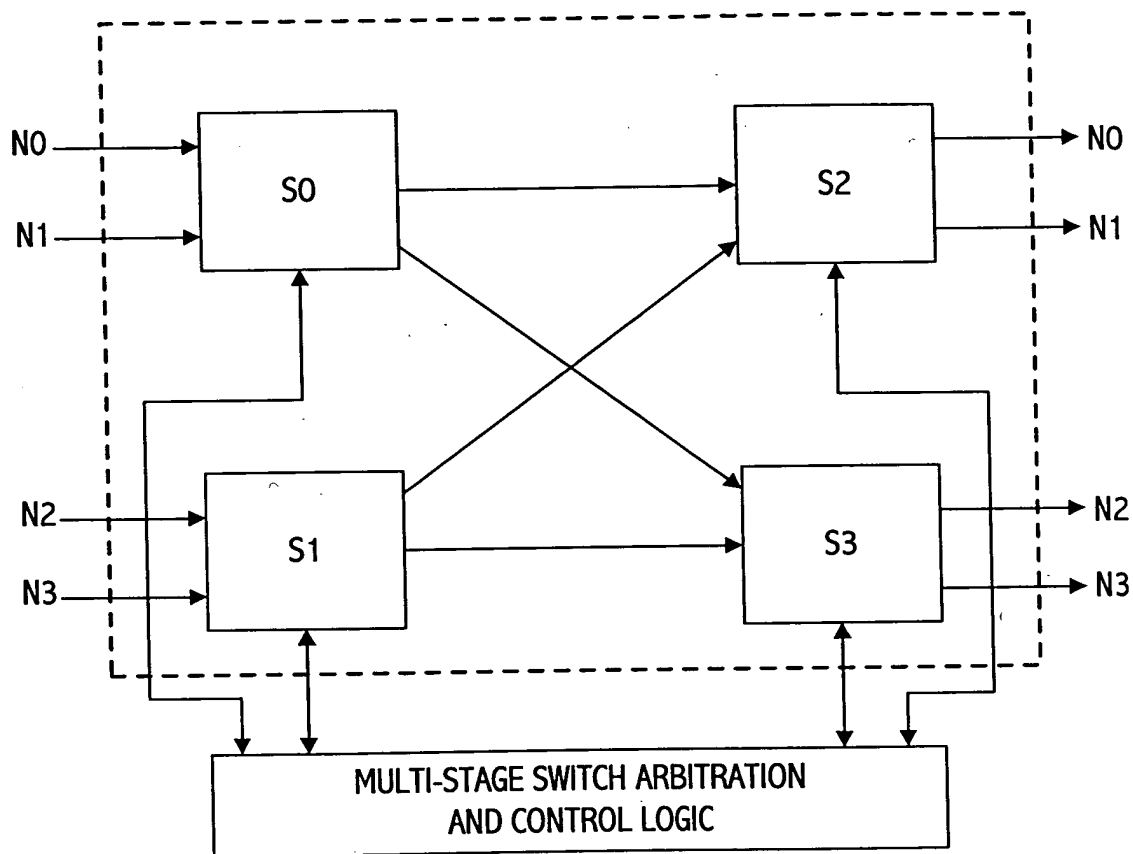 N0
N1
S0
S2
N0
N1
N2
N3
S1
S3
N2
N3
MULTI-STAGE SWITCH ARBITRATION
AND CONTROL LOGIC